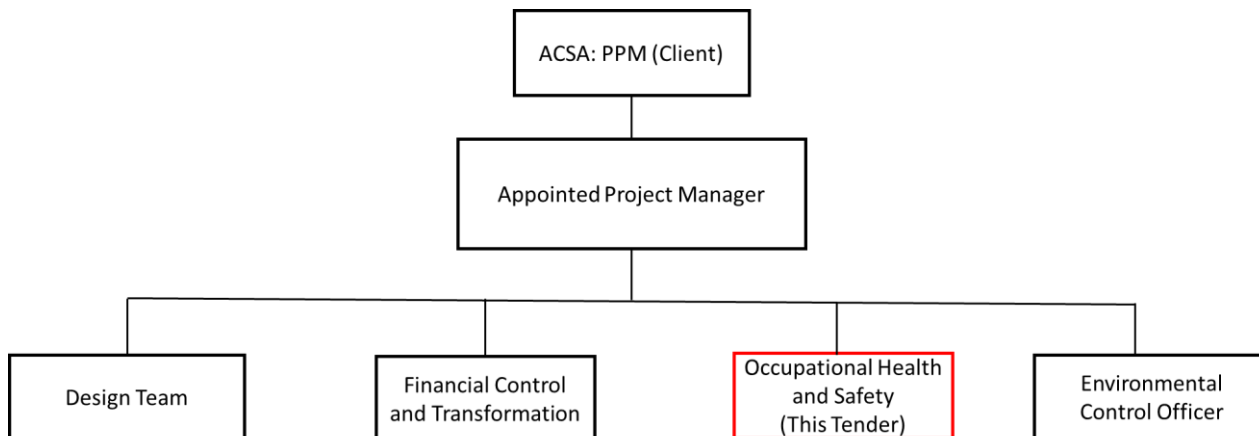 ACSA: PPM (Client)
Appointed Project Manager
Design Team
Financial Control
and Transformation
Occupational Health
and Safety
(This Tender)
Environmental
Control Officer